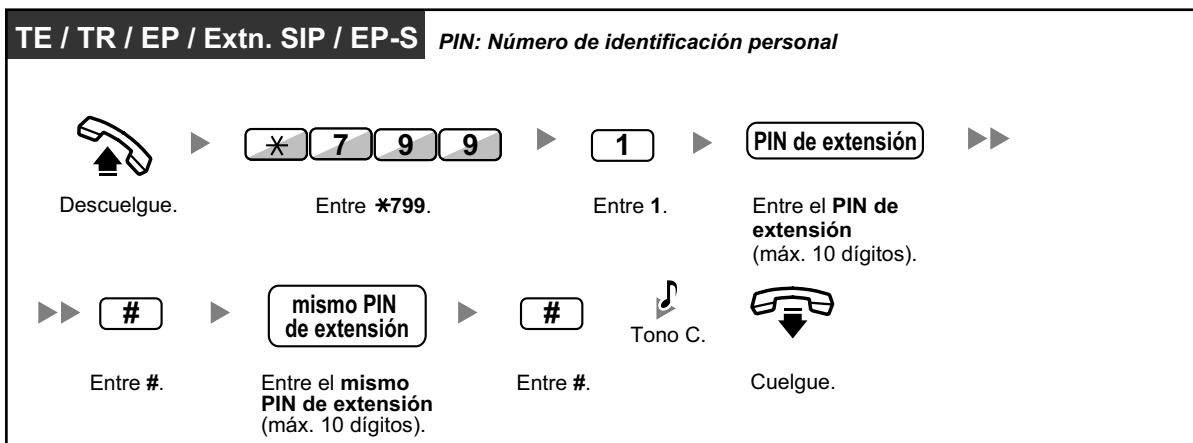 TE / TR / EP / Extn. SIP / EP-S PIN: Número de identificación personal
✳ 7 9 9 1 PIN de extensión
Descuelgue. Entre ✳799. Entre 1. Entre el PIN de
extensión
(máx. 10 dígitos).
# mismo PIN
de extensión #
Tono C.
Entre #. Entre el mismo
PIN de extensión
(máx. 10 dígitos). Entre #. Cuelgue.